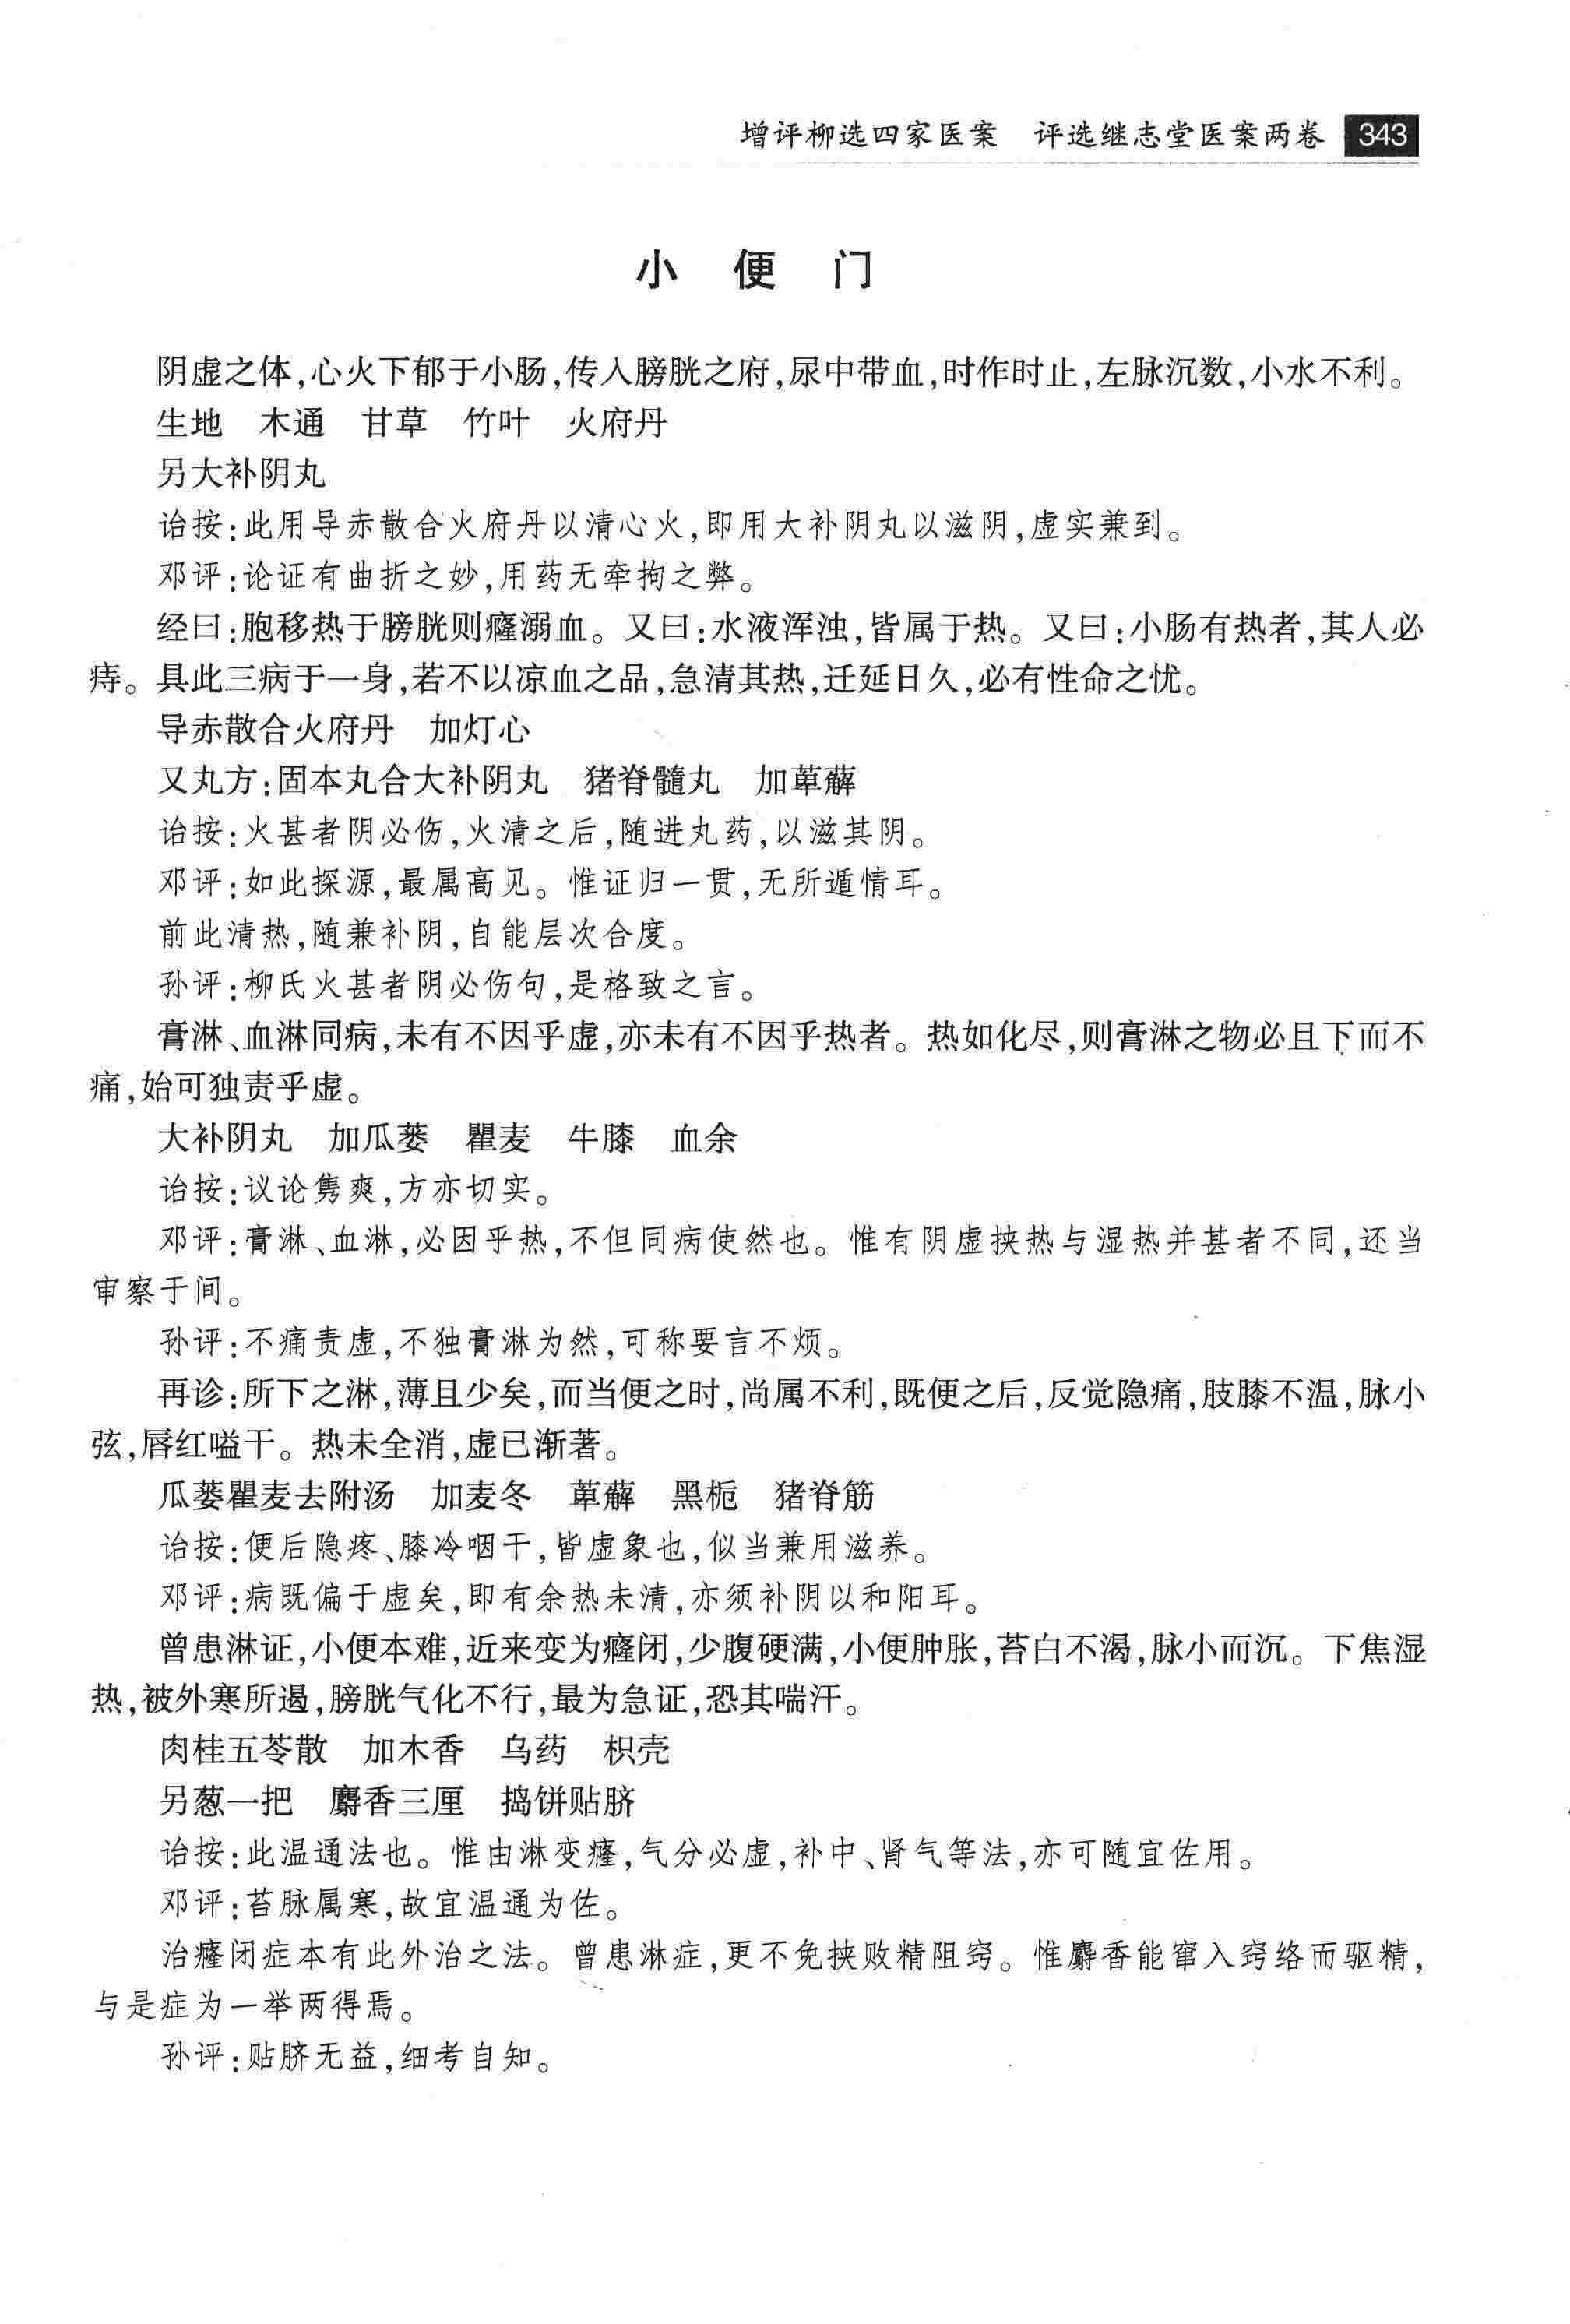 增评柳选四家医案　评选继志堂医案两卷 343
小　便　门
阴虚之体,心火下郁于小肠,传入膀胱之府,尿中带血,时作时止,左脉沉数,小水不利。
生地　木通　甘草　竹叶　火府丹
另大补阴丸
诒按:此用导赤散合火府丹以清心火,即用大补阴丸以滋阴,虚实兼到。
邓评:论证有曲折之妙,用药无牵拘之弊。
经曰:胞移热于膀胱则癃溺血。又曰:水液浑浊,皆属于热。又曰:小肠有热者,其人必
痔。具此三病于一身,若不以凉血之品,急清其热,迁延日久,必有性命之忧。
导赤散合火府丹　加灯心
又丸方:固本丸合大补阴丸　猪脊髓丸　加萆薢
诒按:火甚者阴必伤,火清之后,随进丸药,以滋其阴。
邓评:如此探源,最属高见。惟证归一贯,无所遁情耳。
前此清热,随兼补阴,自能层次合度。
孙评:柳氏火甚者阴必伤句,是格致之言。
膏淋、血淋同病,未有不因乎虚,亦未有不因乎热者。热如化尽,则膏淋之物必且下而不
痛,始可独责乎虚。
大补阴丸　加瓜蒌　瞿麦　牛膝　血余
诒按:议论隽爽,方亦切实。
邓评:膏淋、血淋,必因乎热,不但同病使然也。惟有阴虚挟热与湿热并甚者不同,还当
审察于间。
孙评:不痛责虚,不独膏淋为然,可称要言不烦。
再诊:所下之淋,薄且少矣,而当便之时,尚属不利,既便之后,反觉隐痛,肢膝不温,脉小
弦,唇红嗌干。热未全消,虚已渐著。
瓜蒌瞿麦去附汤　加麦冬　萆薢　黑栀　猪脊筋
诒按:便后隐疼、膝冷咽干,皆虚象也,似当兼用滋养。
邓评:病既偏于虚矣,即有余热未清,亦须补阴以和阳耳。
曾患淋证,小便本难,近来变为癃闭,少腹硬满,小便肿胀,苔白不渴,脉小而沉。下焦湿
热,被外寒所遏,膀胱气化不行,最为急证,恐其喘汗。
肉桂五苓散　加木香　乌药　枳壳
另葱一把　麝香三厘　捣饼贴脐
诒按:此温通法也。惟由淋变癃,气分必虚,补中、肾气等法,亦可随宜佐用。
邓评:苔脉属寒,故宜温通为佐。
治癃闭症本有此外治之法。曾患淋症,更不免挟败精阻窍。惟麝香能窜入窍络而驱精,
与是症为一举两得焉。
孙评:贴脐无益,细考自知。